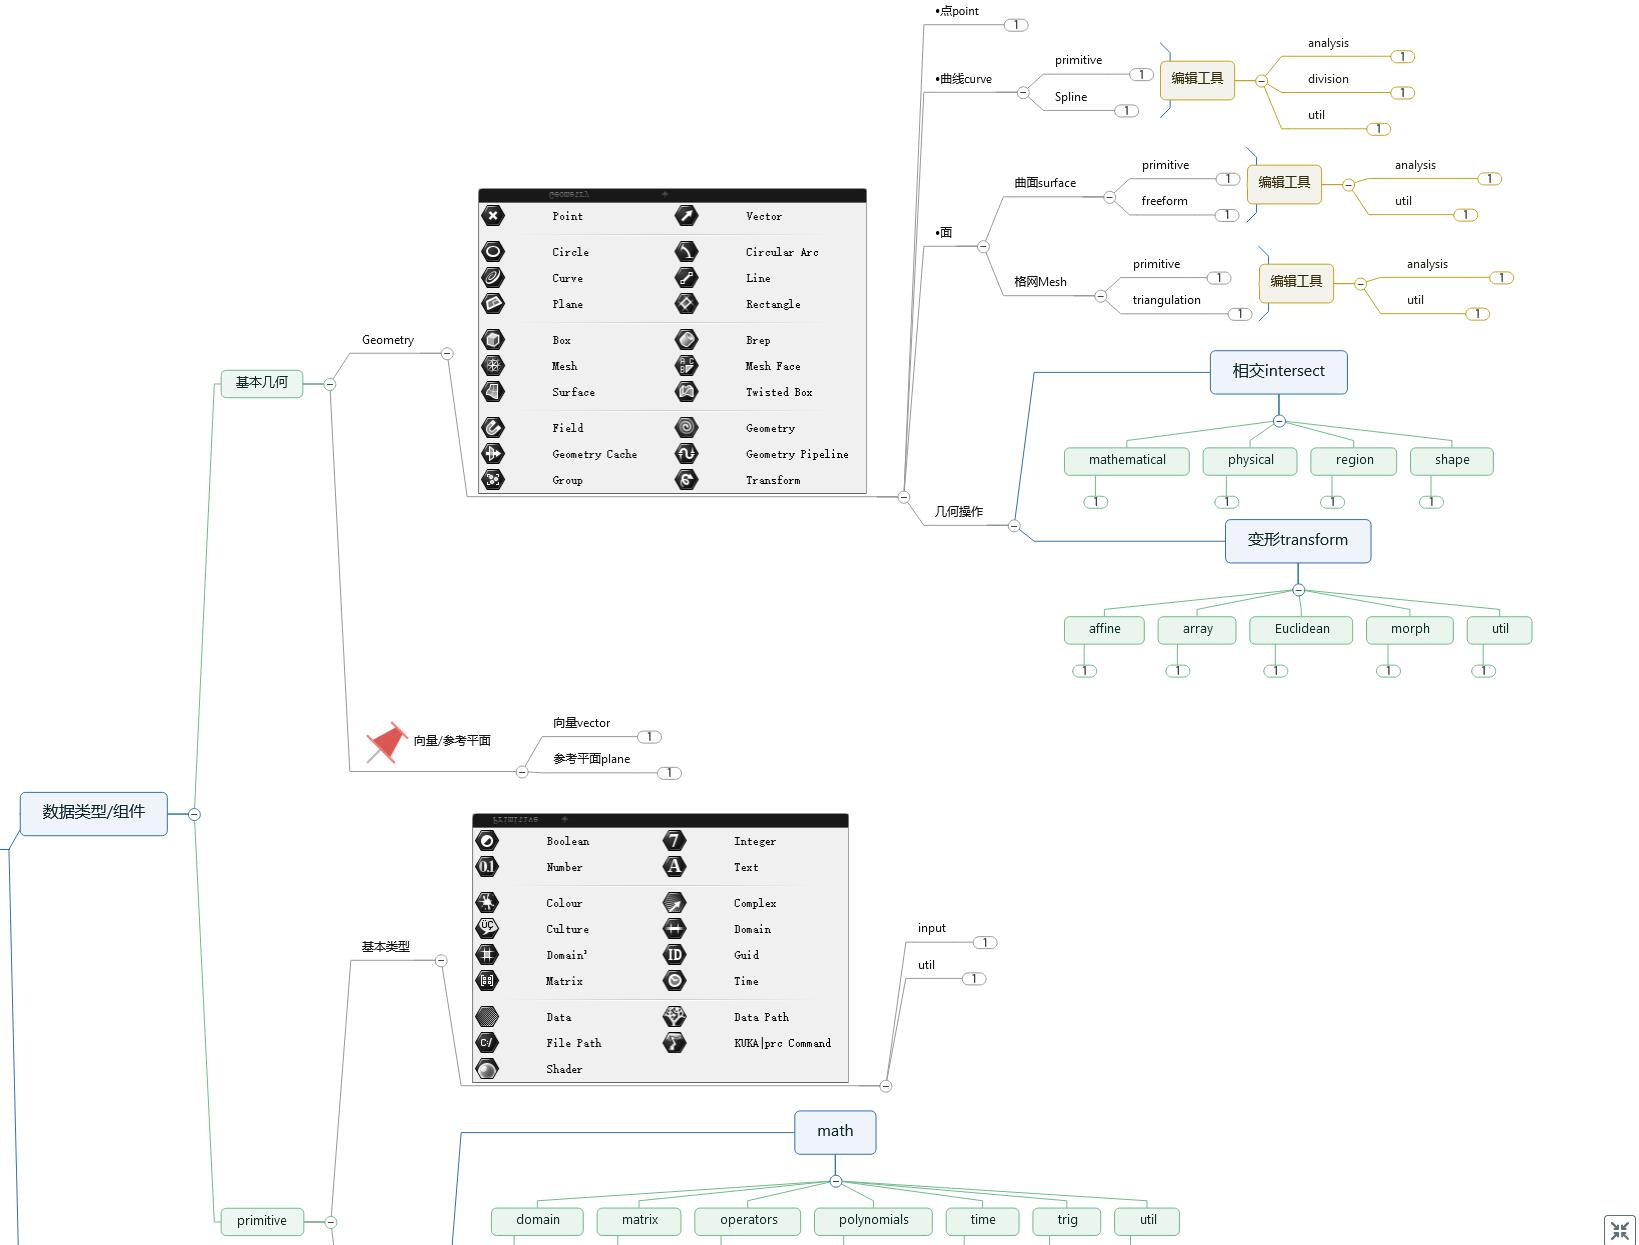 •点point
1
•曲线curve
primitive
1
Spline
1
编辑工具
analysis
1
division
1
util
1
•面
曲面surface
primitive
1
freeform
1
编辑工具
analysis
1
util
1
格网Mesh
primitive
1
triangulation
1
编辑工具
analysis
1
util
1
Geometry
Point
Vector
Circle
Circular Arc
Curve
Line
Plane
Rectangle
Box
Brep
Mesh
Mesh Face
Surface
Twisted Box
Field
Geometry
Geometry Cache
Geometry Pipeline
Group
Transform
Geometry
基本几何
几何操作
相交intersect
mathematical
physical
region
shape
1
1
1
1
变形transform
affine
array
Euclidean
morph
util
1
1
1
1
1
向量/参考平面
向量vector
1
参考平面plane
1
数据类型/组件
Primitive
Boolean
7
Integer
0.1
Number
A
Text
Colour
Complex
Culture
Domain
Domain²
ID
Guid
Matrix
Time
Data
Data Path
C:/
File Path
KUKA|prc Command
Shader
基本类型
input
1
util
1
math
primitive
domain
matrix
operators
polynomials
time
trig
util